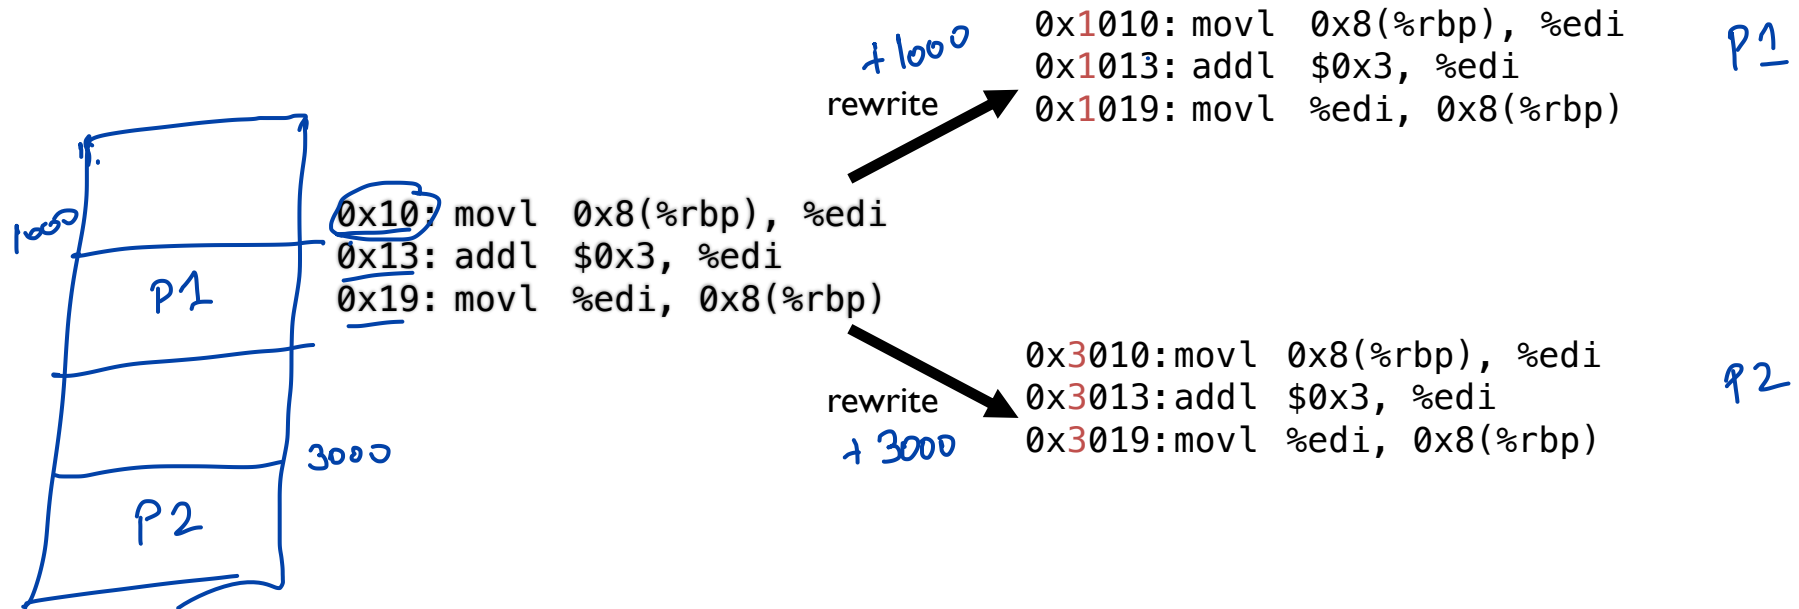 +1000
rewrite
0x1010: movl 0x8(%rbp), %edi
0x1013: addl $0x3, %edi
0x1019: movl %edi, 0x8(%rbp)
P1
1000
P1
3000
P2
0x10: movl 0x8(%rbp), %edi
0x13: addl $0x3, %edi
0x19: movl %edi, 0x8(%rbp)
rewrite
+3000
0x3010: movl 0x8(%rbp), %edi
0x3013: addl $0x3, %edi
0x3019: movl %edi, 0x8(%rbp)
P2